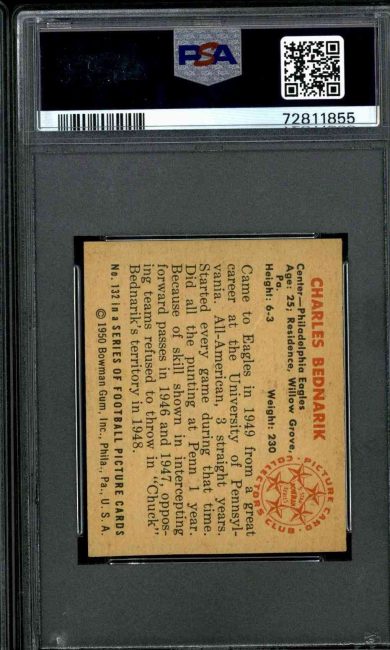 PSA
72811855
CHARLES BEDNARIK
Center—Philadelphia Eagles
Age: 25; Residence, Willow Grove,
Pa.
Height: 6-3 Weight: 230
PICTURE CARD
COLLECTORS CLUB
Came to Eagles in 1949 from a great
career at the University of Pennsyl-
vania. All-American, 3 straight years.
Started every game during that time.
Did all the punting at Penn 1 year.
Because of skill shown in intercepting
forward passes in 1946 and 1947, oppos-
ing teams refused to throw in "Chuck"
Bednarik's territory in 1948.
No. 132 in a SERIES OF FOOTBALL PICTURE CARDS
© 1950 Bowman Gum, Inc., Phila., Pa., U. S. A.